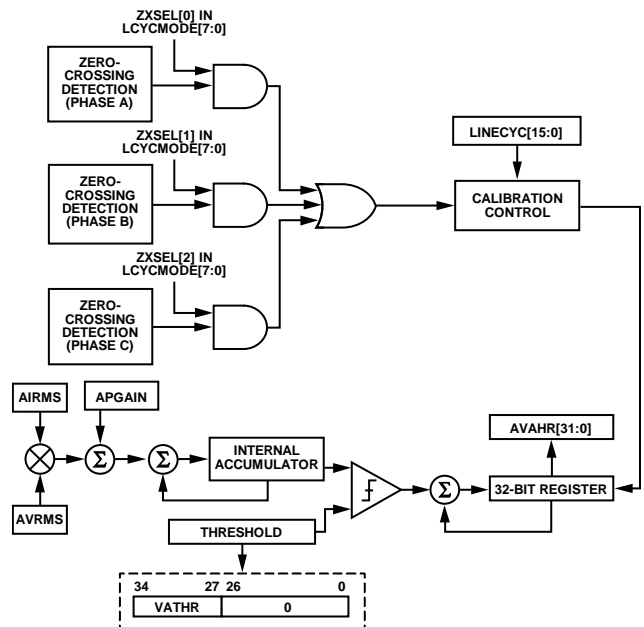 ZXSEL[0] IN
LCYCMODE[7:0]
ZERO-
CROSSING
DETECTION
(PHASE A)
ZXSEL[1] IN
LCYCMODE[7:0]
ZERO-
CROSSING
DETECTION
(PHASE B)
ZXSEL[2] IN
LCYCMODE[7:0]
ZERO-
CROSSING
DETECTION
(PHASE C)
LINECYC[15:0]
CALIBRATION
CONTROL
AIRMS
APGAIN
Σ
Σ
INTERNAL
ACCUMULATOR
AVRMS
THRESHOLD
Σ
AVAHR[31:0]
32-BIT REGISTER
34 27 26 0
VATHR 0